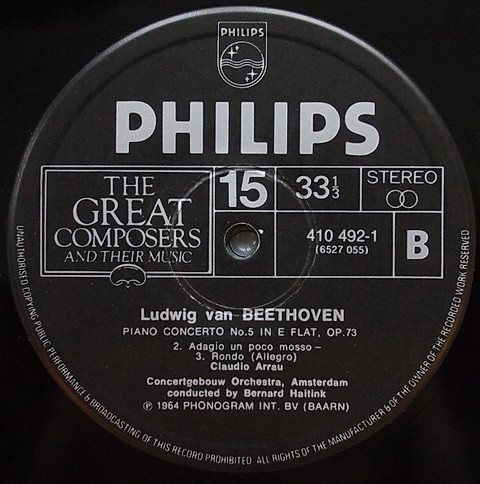 PHILIPS
PHILIPS
THE
GREAT
COMPOSERS
AND THEIR MUSIC
15
33⅓
STEREO
410 492-1
(6527 055)
B
Ludwig van BEETHOVEN
PIANO CONCERTO No.5 IN E FLAT, OP.73
2. Adagio un poco mosso –
3. Rondo (Allegro)
Claudio Arrau
Concertgebouw Orchestra, Amsterdam
conducted by Bernard Haitink
℗ 1964 PHONOGRAM INT. BV (BAARN)
UNAUTHORISED COPYING PUBLIC PERFORMANCE & BROADCASTING OF THIS RECORD PROHIBITED. ALL RIGHTS OF THE MANUFACTURER & OF THE OWNER OF THE RECORDED WORK RESERVED